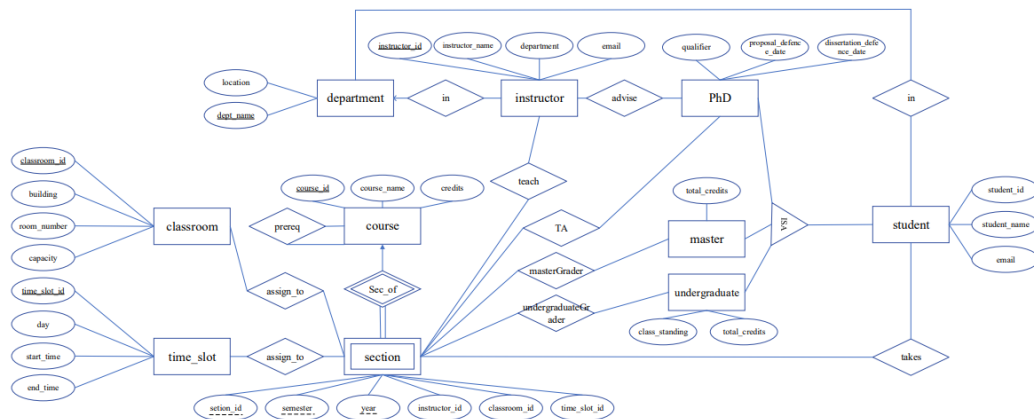 instructor_id
instructor_name
department
email
qualifier
proposal_defenc
e_date
dissertation_defe
nce_date
location
dept_name
department
in
instructor
advise
PhD
in
classroom_id
building
room_number
capacity
classroom
course_id
course_name
credits
prereq
course
teach
TA
total_credits
master
ISA
student
student_id
student_name
email
masterGrader
undergraduate
undergraduateGr
ader
class_standing
total_credits
assign_to
Sec_of
time_slot_id
day
start_time
end_time
time_slot
assign_to
section
takes
setion_id
semester
year
instructor_id
classroom_id
time_slot_id